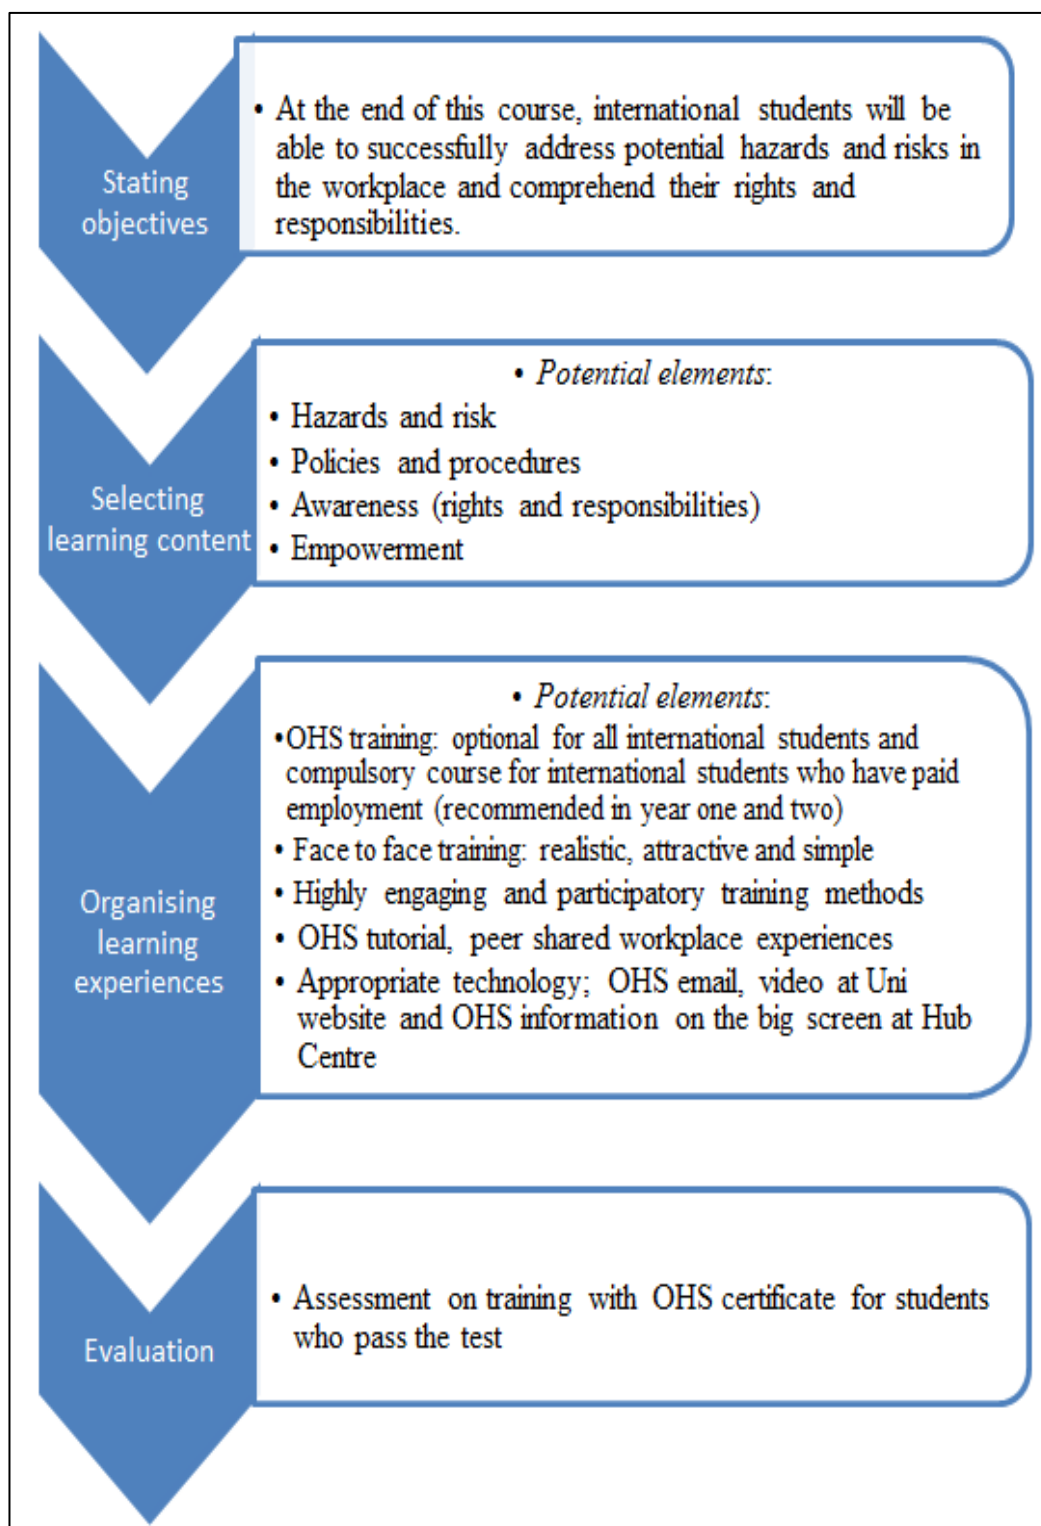 Stating
objectives
• At the end of this course, international students will be
able to successfully address potential hazards and risks in
the workplace and comprehend their rights and
responsibilities.
Selecting
learning content
• Potential elements:
• Hazards and risk
• Policies and procedures
• Awareness (rights and responsibilities)
• Empowerment
Organising
learning
experiences
• Potential elements:
•OHS training: optional for all international students and
compulsory course for international students who have paid
employment (recommended in year one and two)
• Face to face training: realistic, attractive and simple
• Highly engaging and participatory training methods
• OHS tutorial, peer shared workplace experiences
• Appropriate technology; OHS email, video at Uni
website and OHS information on the big screen at Hub
Centre
Evaluation
• Assessment on training with OHS certificate for students
who pass the test